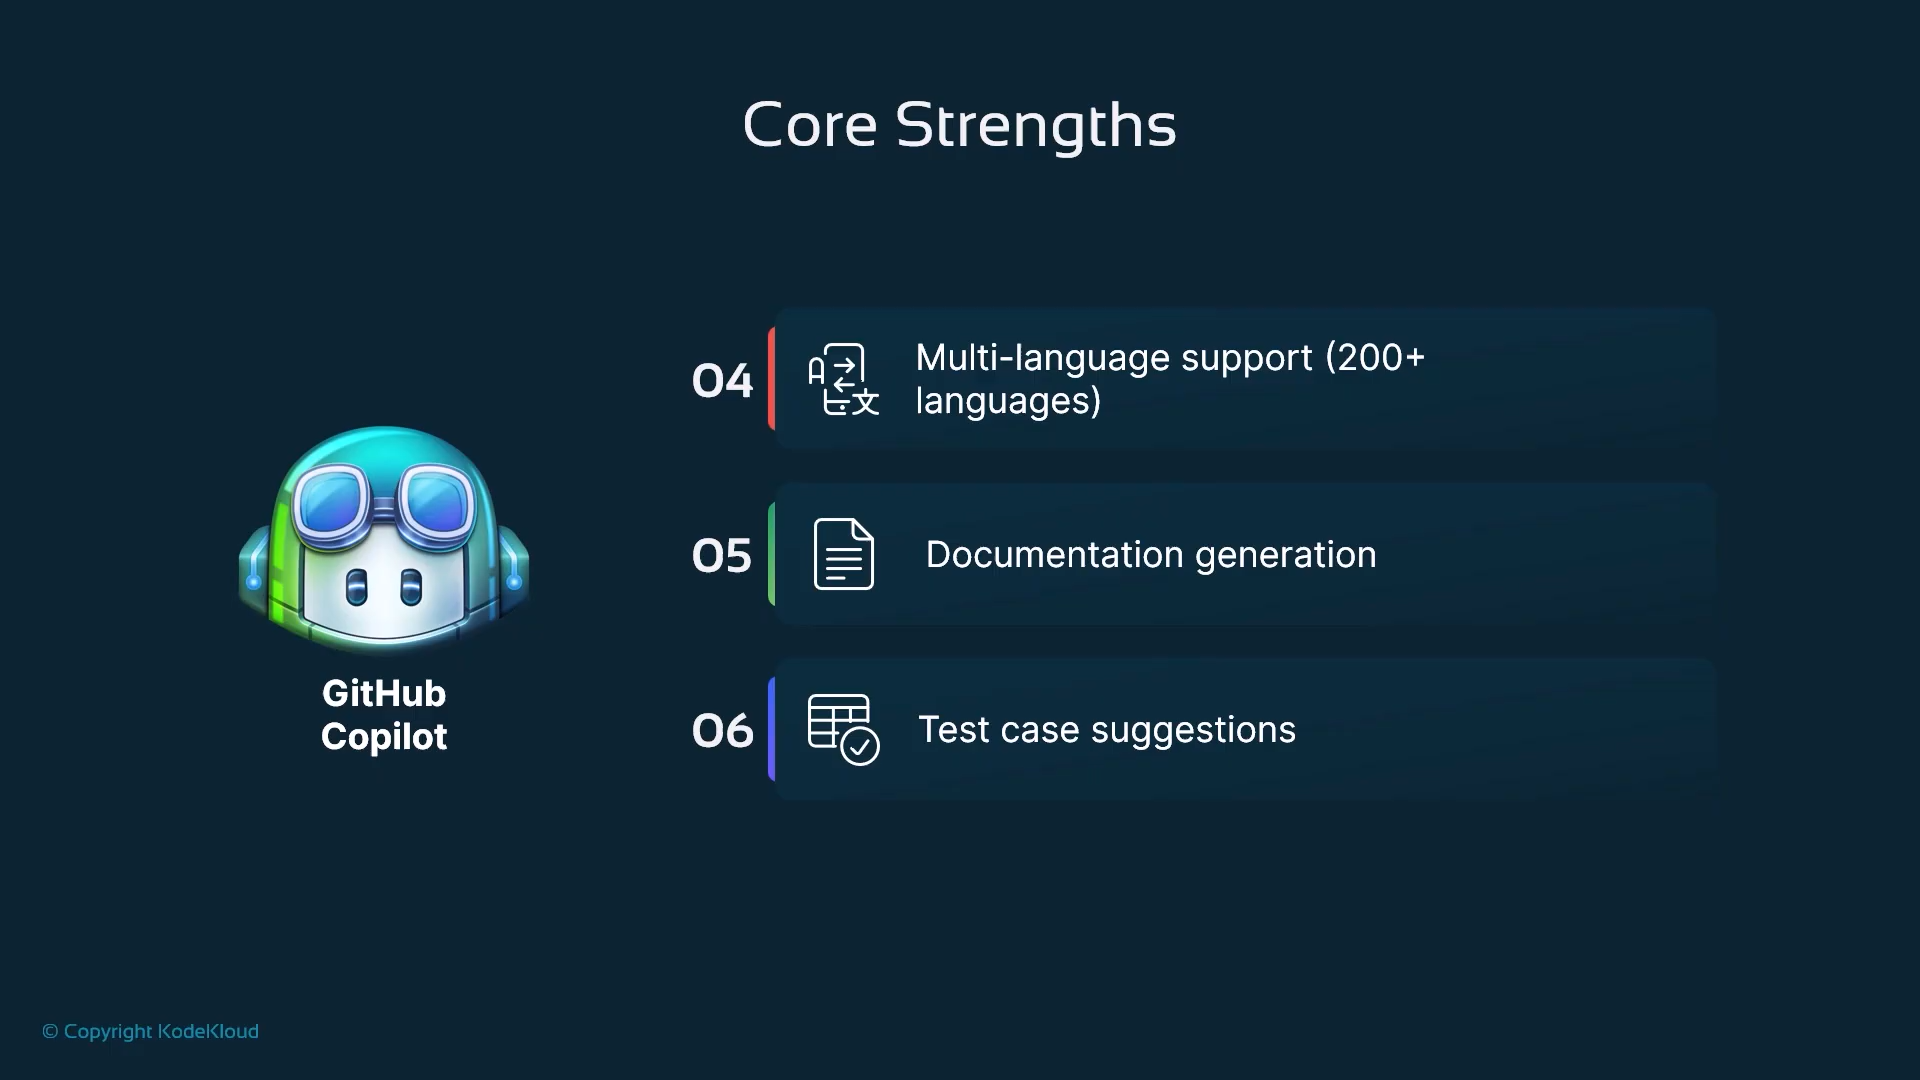 Core Strengths
04
Multi-language support (200+
languages)
05
Documentation generation
06
Test case suggestions
GitHub
Copilot
© Copyright KodeKloud